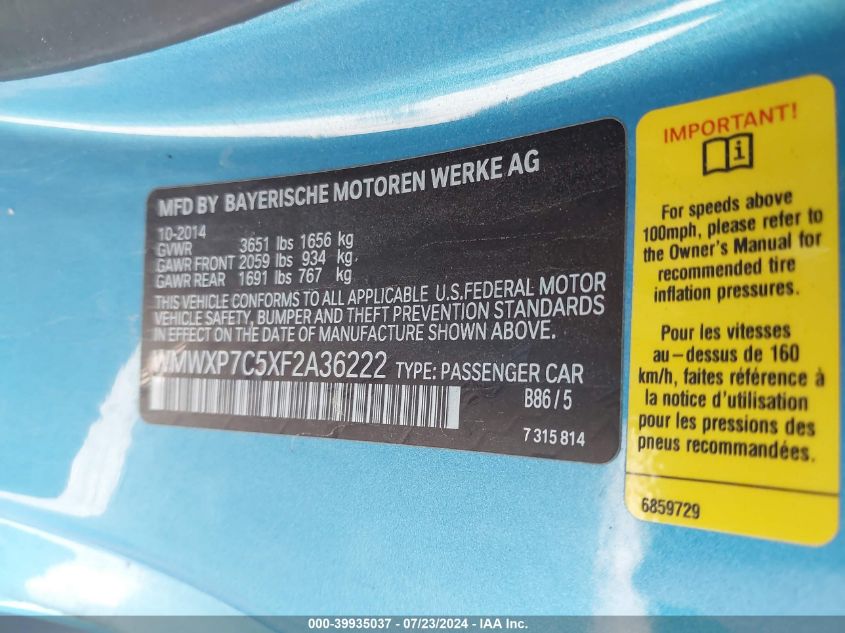 MFD BY BAYERISCHE MOTOREN WERKE AG
10-2014
GVWR 3651 lbs 1656 kg
GAWR FRONT 2059 lbs 934 kg
GAWR REAR 1691 lbs 767 kg
THIS VEHICLE CONFORMS TO ALL APPLICABLE U.S.FEDERAL MOTOR
VEHICLE SAFETY, BUMPER AND THEFT PREVENTION STANDARDS
IN EFFECT ON THE DATE OF MANUFACTURE SHOWN ABOVE.
WMWXP7C5XF2A36222 TYPE: PASSENGER CAR
B86 / 5
7 315 814
IMPORTANT!
For speeds above
100mph, please refer to
the Owner's Manual for
recommended tire
inflation pressures.
Pour les vitesses
au-dessus de 160
km/h, faites référence à
la notice d'utilisation
pour les pressions des
pneus recommandées.
6859729
000-39935037 - 07/23/2024 - IAA Inc.